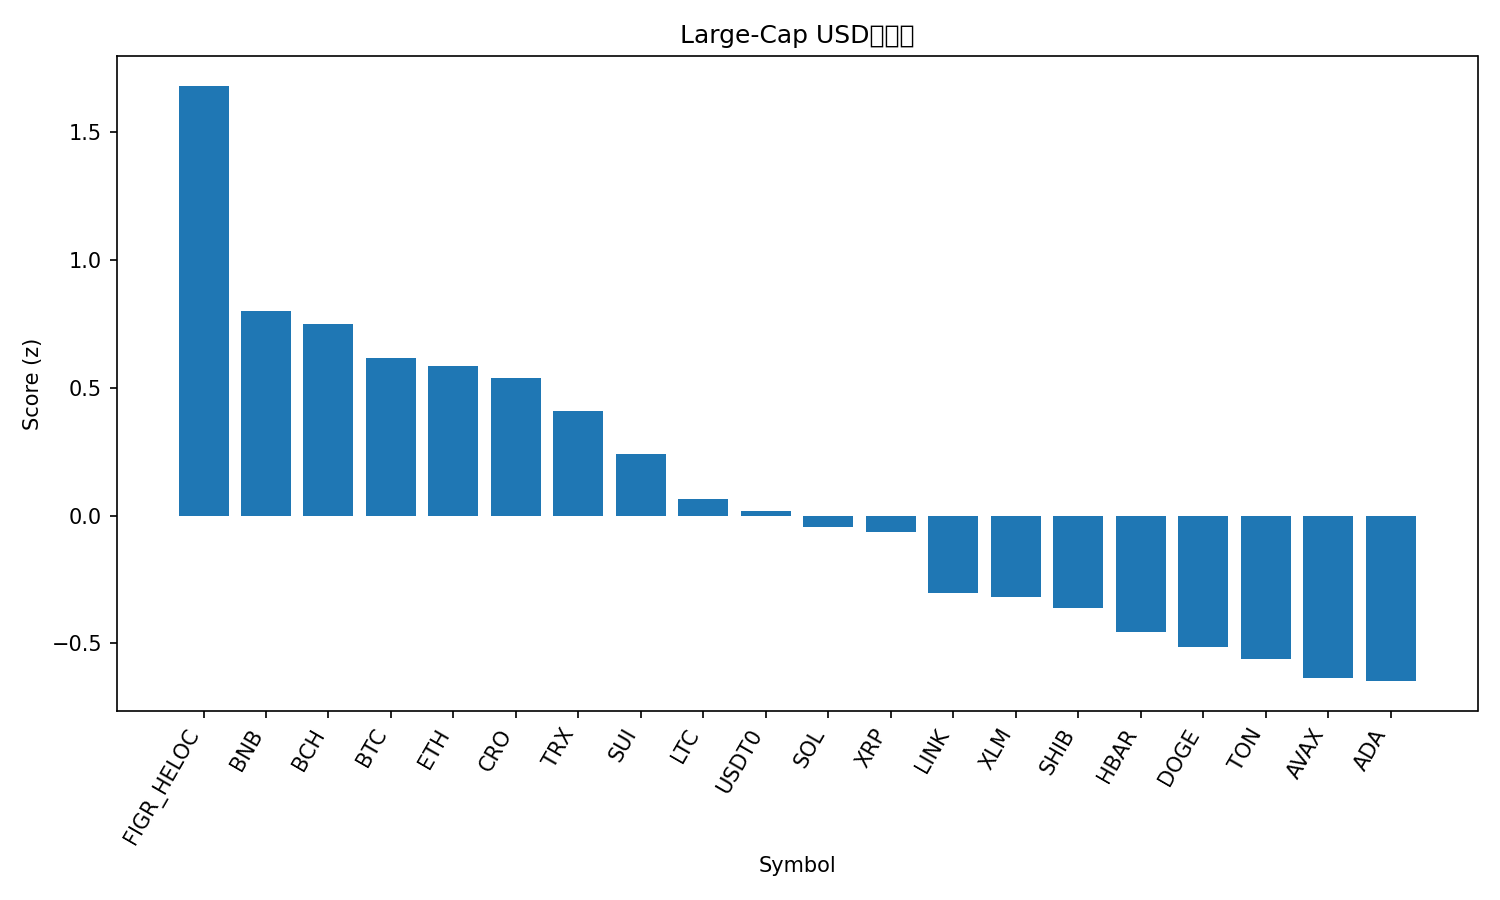 Large-Cap USD
Score (z)
1.5
1.0
0.5
0.0
−0.5
FIGR_HELOC
BNB
BCH
BTC
ETH
CRO
TRX
SUI
LTC
USDT0
SOL
XRP
LINK
XLM
SHIB
HBAR
DOGE
TON
AVAX
ADA
Symbol